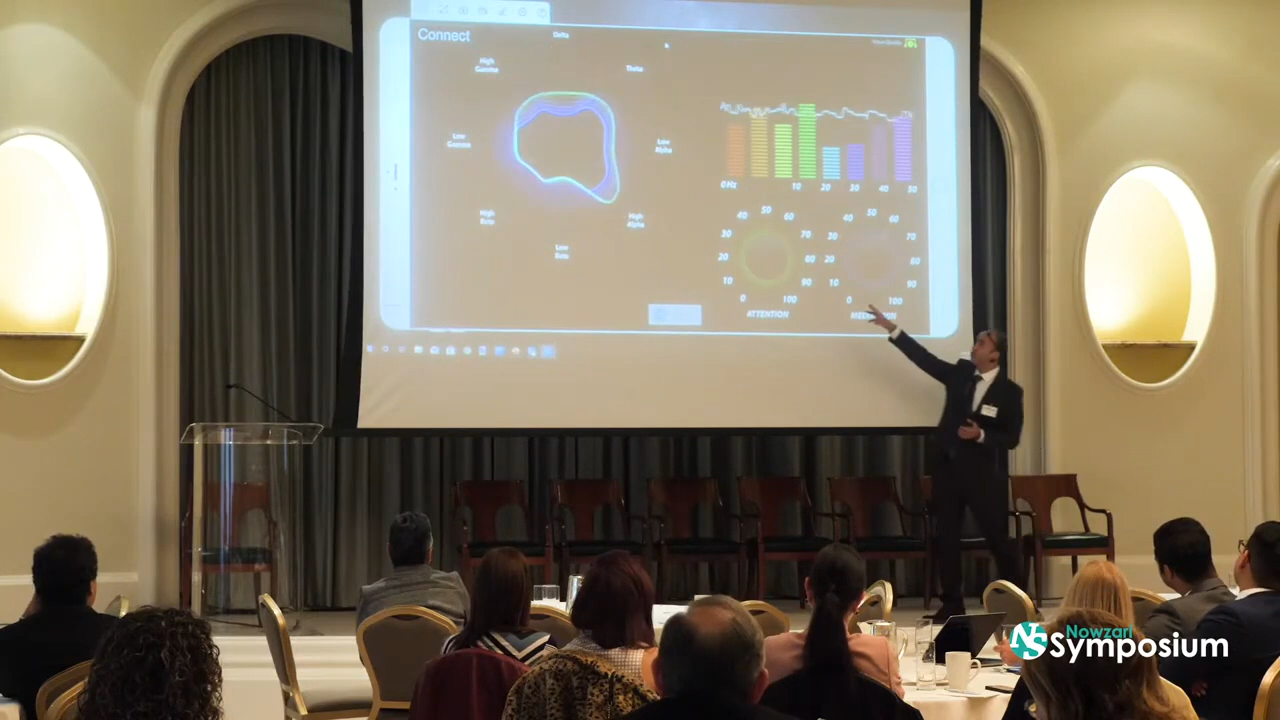 Connect
Delta
High
Gamma
Theta
Low
Gamma
Low
Alpha
High
Beta
High
Alpha
Low
Beta
0 Hz 10 20 30 40 50
40 50 60
30 70
20 80
10 90
0 100
ATTENTION
40 50 60
30 70
20 80
10 90
0 100
NS Nowzari
Symposium